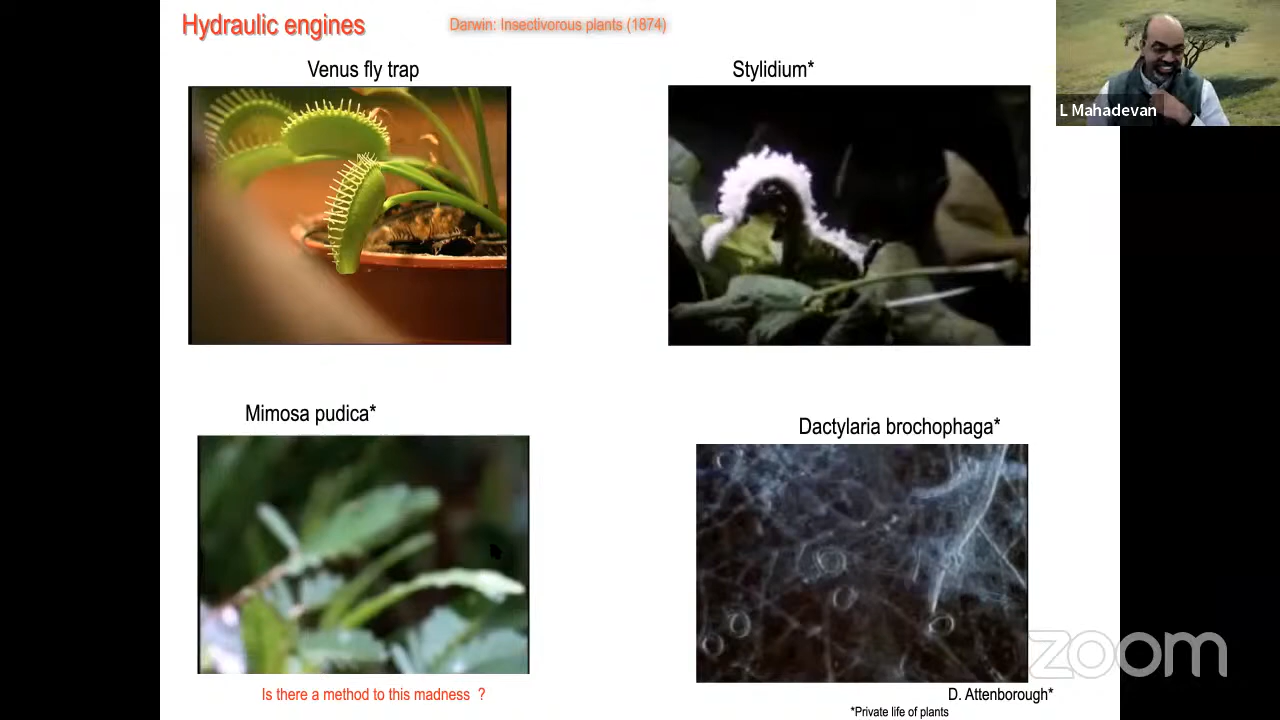 Hydraulic engines
Darwin: Insectivorous plants (1874)
Venus fly trap
Stylidium*
L Mahadevan
Mimosa pudica*
Dactylaria brochophaga*
zoom
Is there a method to this madness ?
D. Attenborough*
*Private life of plants